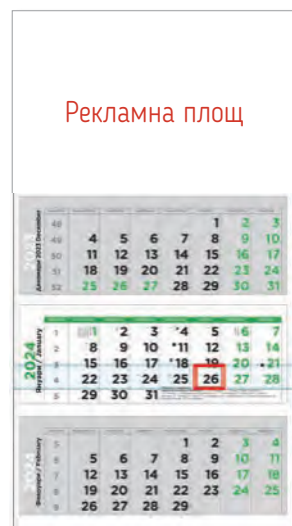 Рекламна площ
2023
Декември 2023 December
48 1 2 3
49 4 5 6 7 8 9 10
50 11 12 13 14 15 16 17
51 18 19 20 21 22 23 24
52 25 26 27 28 29 30 31
2024
Януари / January
1 1 2 3 4 5 6 7
2 8 9 10 11 12 13 14
3 15 16 17 18 19 20 21
4 22 23 24 25 26 27 28
5 29 30 31
2024
Февруари / February
5 1 2 3 4
6 5 6 7 8 9 10 11
7 12 13 14 15 16 17 18
8 19 20 21 22 23 24 25
9 26 27 28 29